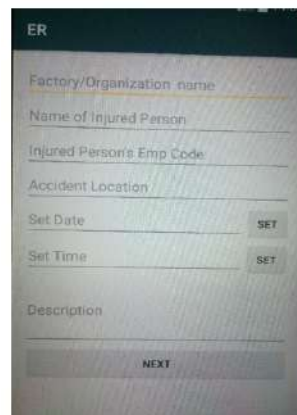 ER
Factory/Organization name
Name of Injured Person
Injured Person's Emp Code
Accident Location
Set Date SET
Set Time SET
Description
NEXT